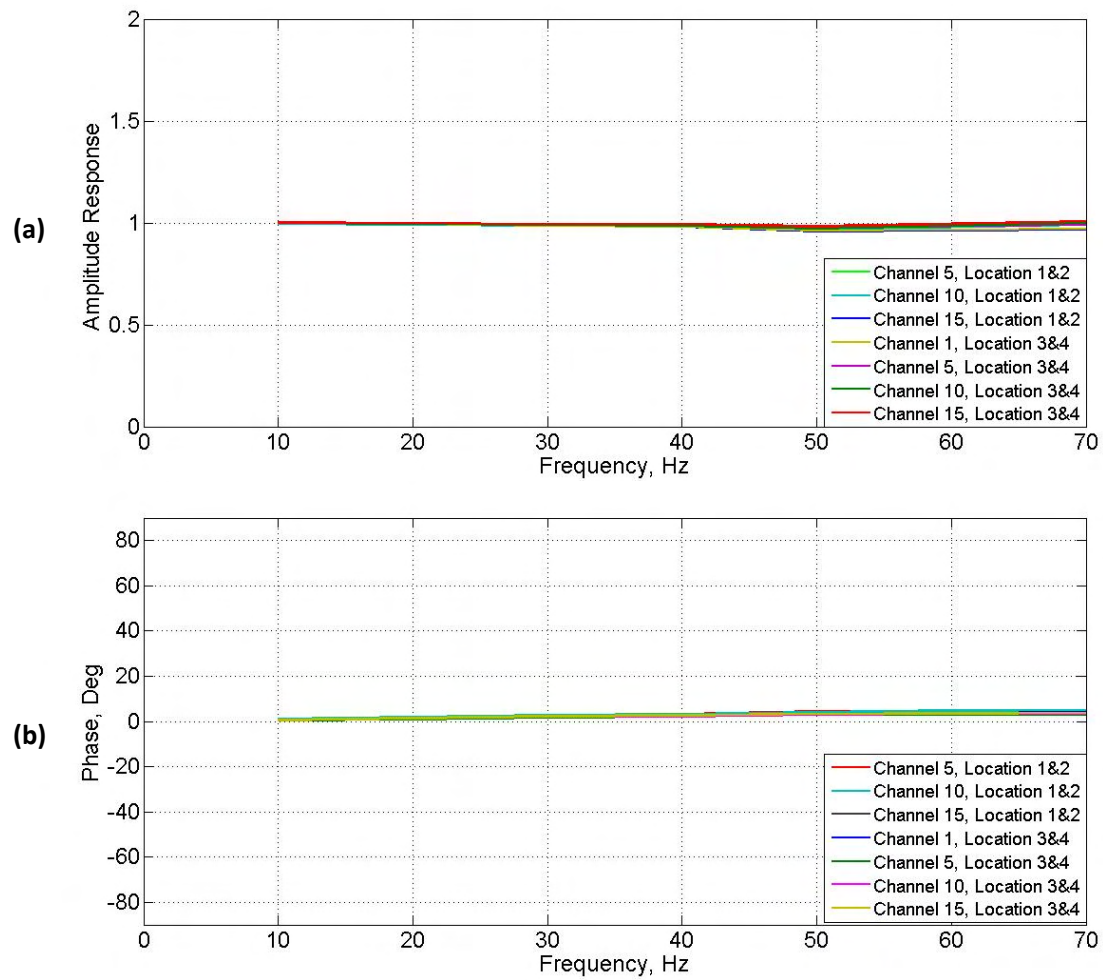 (a)
Amplitude Response
2
1.5
1
0.5
0
0 10 20 30 40 50 60 70
Frequency, Hz
Channel 5, Location 1&2
Channel 10, Location 1&2
Channel 15, Location 1&2
Channel 1, Location 3&4
Channel 5, Location 3&4
Channel 10, Location 3&4
Channel 15, Location 3&4
(b)
Phase, Deg
80
60
40
20
0
-20
-40
-60
-80
0 10 20 30 40 50 60 70
Frequency, Hz
Channel 5, Location 1&2
Channel 10, Location 1&2
Channel 15, Location 1&2
Channel 1, Location 3&4
Channel 5, Location 3&4
Channel 10, Location 3&4
Channel 15, Location 3&4